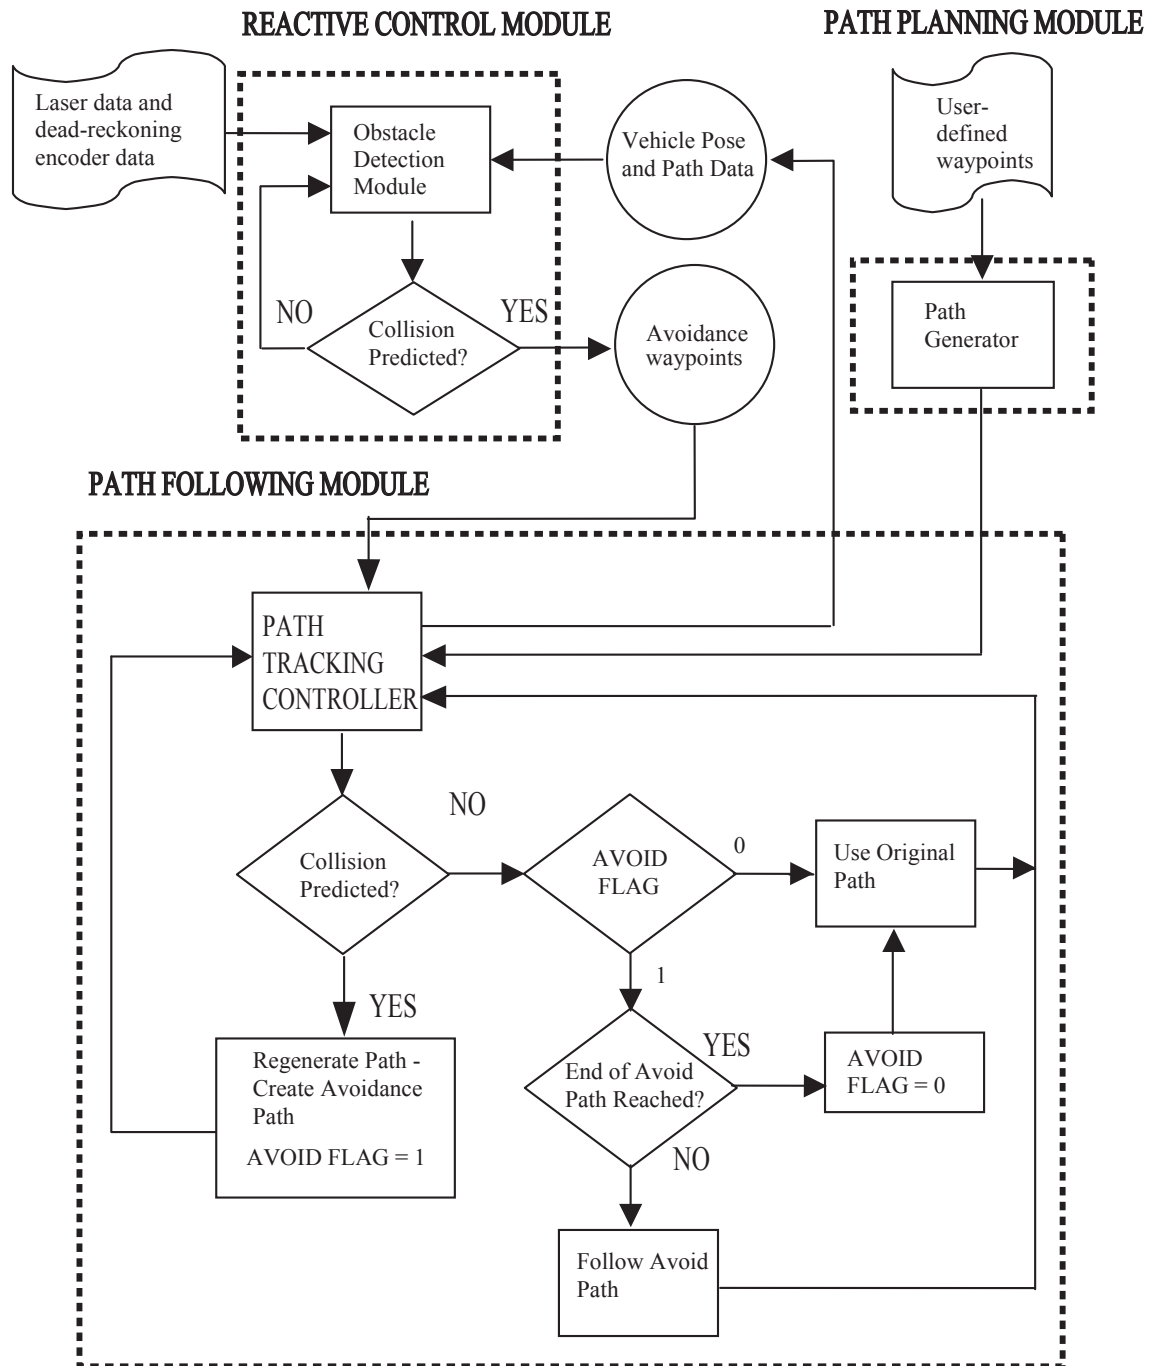 REACTIVE CONTROL MODULE
PATH PLANNING MODULE
Laser data and
dead-reckoning
encoder data
Obstacle
Detection
Module
Vehicle Pose
and Path Data
User-
defined
waypoints
NO
YES
Collision
Predicted?
Avoidance
waypoints
Path
Generator
PATH FOLLOWING MODULE
PATH
TRACKING
CONTROLLER
NO
Collision
Predicted?
AVOID
FLAG
0
Use Original
Path
1
YES
Regenerate Path -
Create Avoidance
Path
AVOID FLAG = 1
End of Avoid
Path Reached?
YES
AVOID
FLAG = 0
NO
Follow Avoid
Path